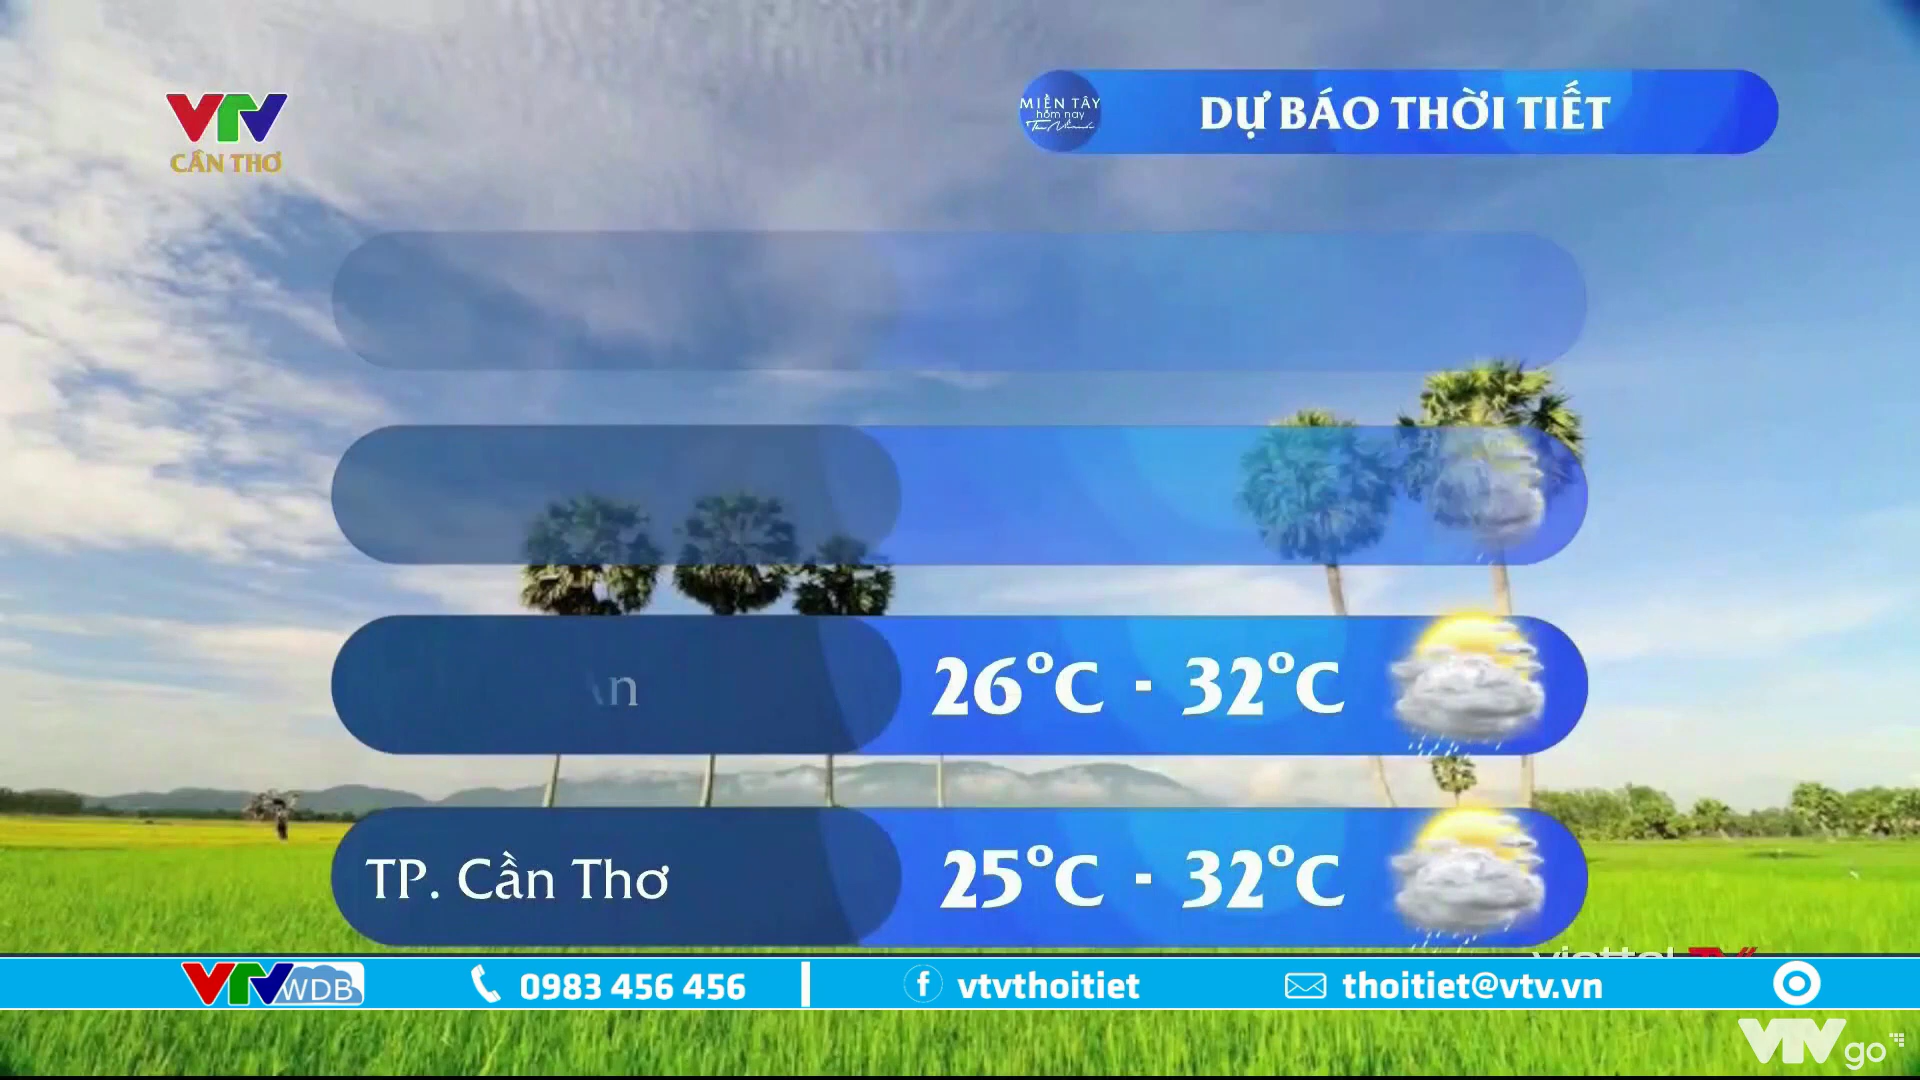 VTV
CẦN THƠ
MIỀN TÂY
hôm nay
DỰ BÁO THỜI TIẾT
26°C - 32°C
TP. Cần Thơ
25°C - 32°C
VTV WDB
0983 456 456
vtvthoitiet
thoitiet@vtv.vn
VTV go